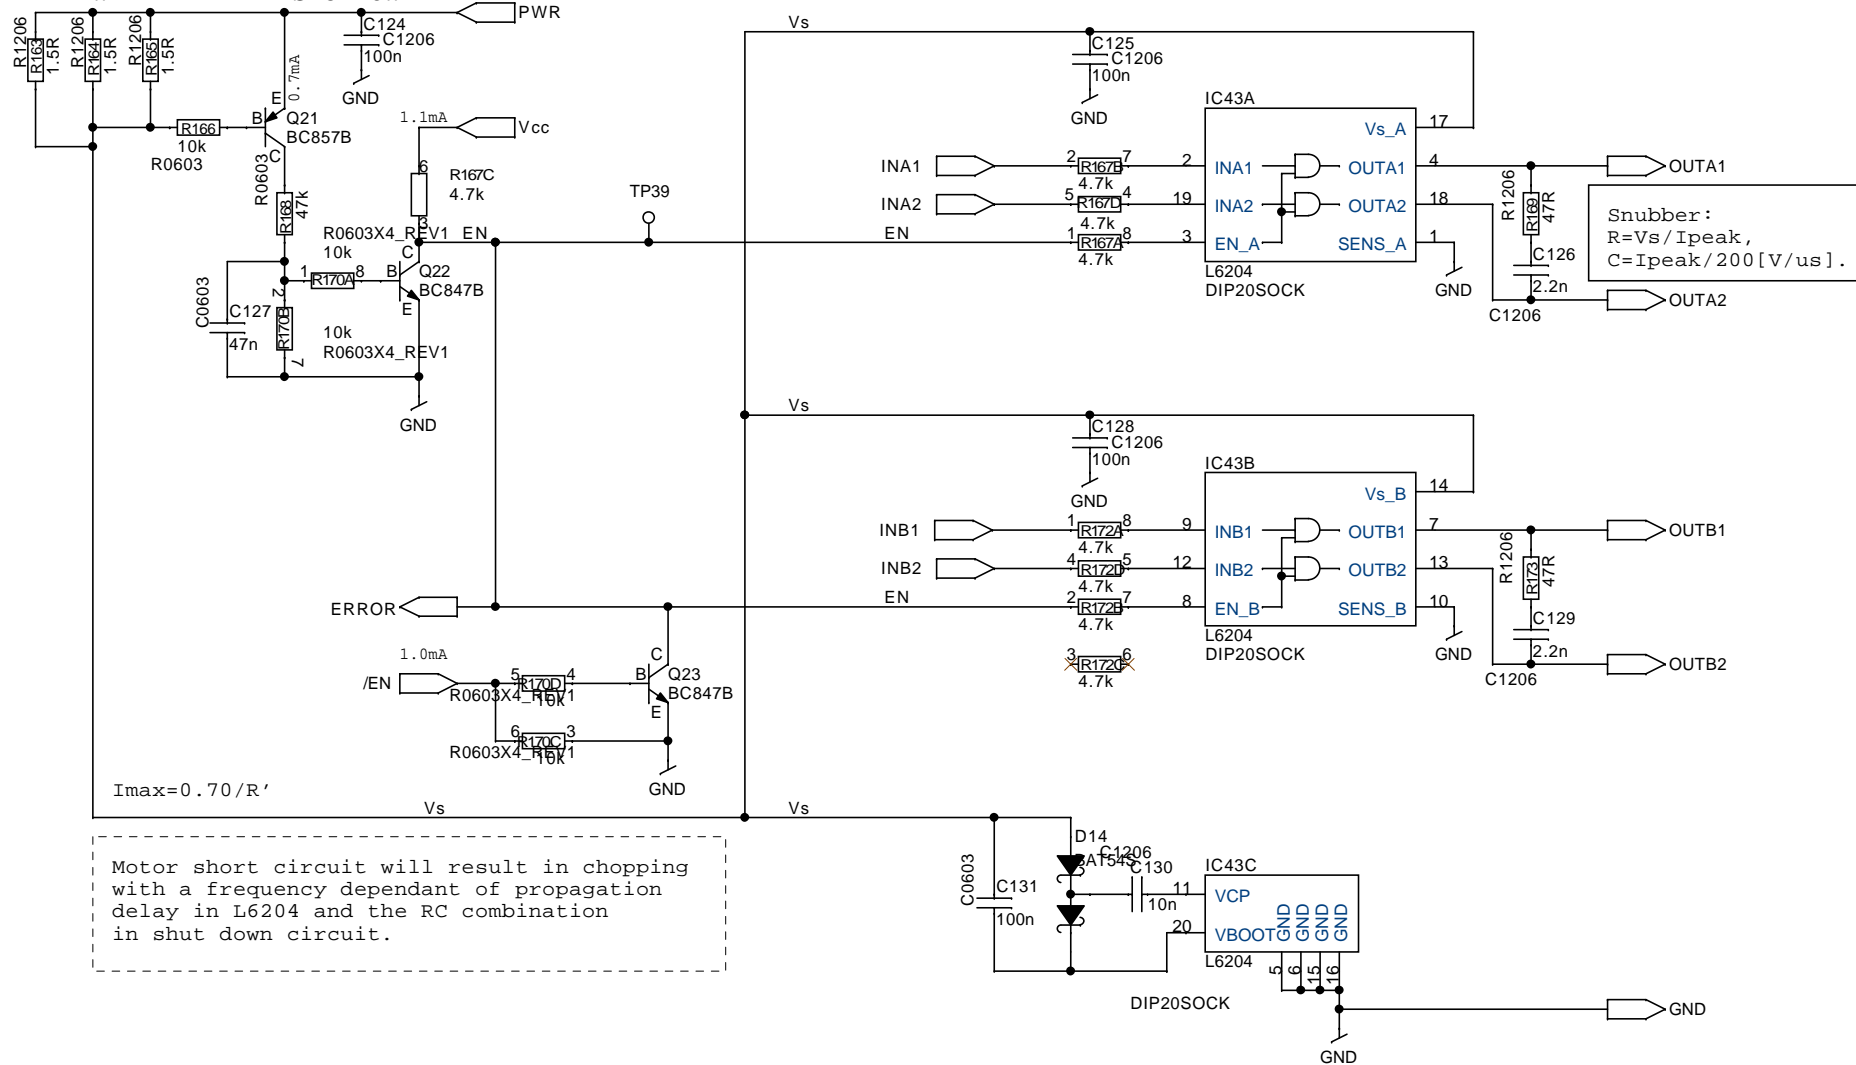 PWR
R1206
R163
1.5R
R1206
R164
1.5R
R1206
R165
1.5R
C124
C1206
100n
GND
0.7mA
E
B
C
Q21
BC857B
R166
10k
R0603
R0603
R168
47k
1.1mA
Vcc
6
R167C
4.7k
3
TP39
R0603X4_REV1
10k
EN
EN
C
B
E
Q22
BC847B
1
R170A
8
C0603
C127
47n
2
R170B
7
10k
R0603X4_REV1
GND
ERROR
EN
1.0mA
/EN
5
R170D
4
R0603X4_REV1
10k
C
B
E
Q23
BC847B
6
R170C
3
R0603X4_REV1
10k
GND
Imax=0.70/R'
Vs
Vs
Motor short circuit will result in chopping
with a frequency dependant of propagation
delay in L6204 and the RC combination
in shut down circuit.
Vs
C125
C1206
100n
GND
IC43A
Vs_A
17
INA1
2
R167B
7
4.7k
2
INA1
OUTA1
4
OUTA1
INA2
5
R167D
4
4.7k
19
INA2
OUTA2
18
1
R167A
8
4.7k
3
EN_A
SENS_A
1
L6204
DIP20SOCK
GND
R1206
R169
47R
C126
2.2n
C1206
OUTA2
Snubber:
R=Vs/Ipeak,
C=Ipeak/200[V/us].
Vs
C128
C1206
100n
GND
IC43B
Vs_B
14
INB1
1
R172A
8
4.7k
9
INB1
OUTB1
7
OUTB1
INB2
4
R172D
5
4.7k
12
INB2
OUTB2
13
2
R172B
7
4.7k
8
EN_B
SENS_B
10
L6204
DIP20SOCK
GND
3
R172C
6
4.7k
R1206
R173
47R
C129
2.2n
C1206
OUTB2
D14
BAT54S
C1206
C130
10n
C0603
C131
100n
IC43C
11
VCP
20
VBOOT
GND
GND
GND
GND
L6204
5
6
15
16
DIP20SOCK
GND
GND